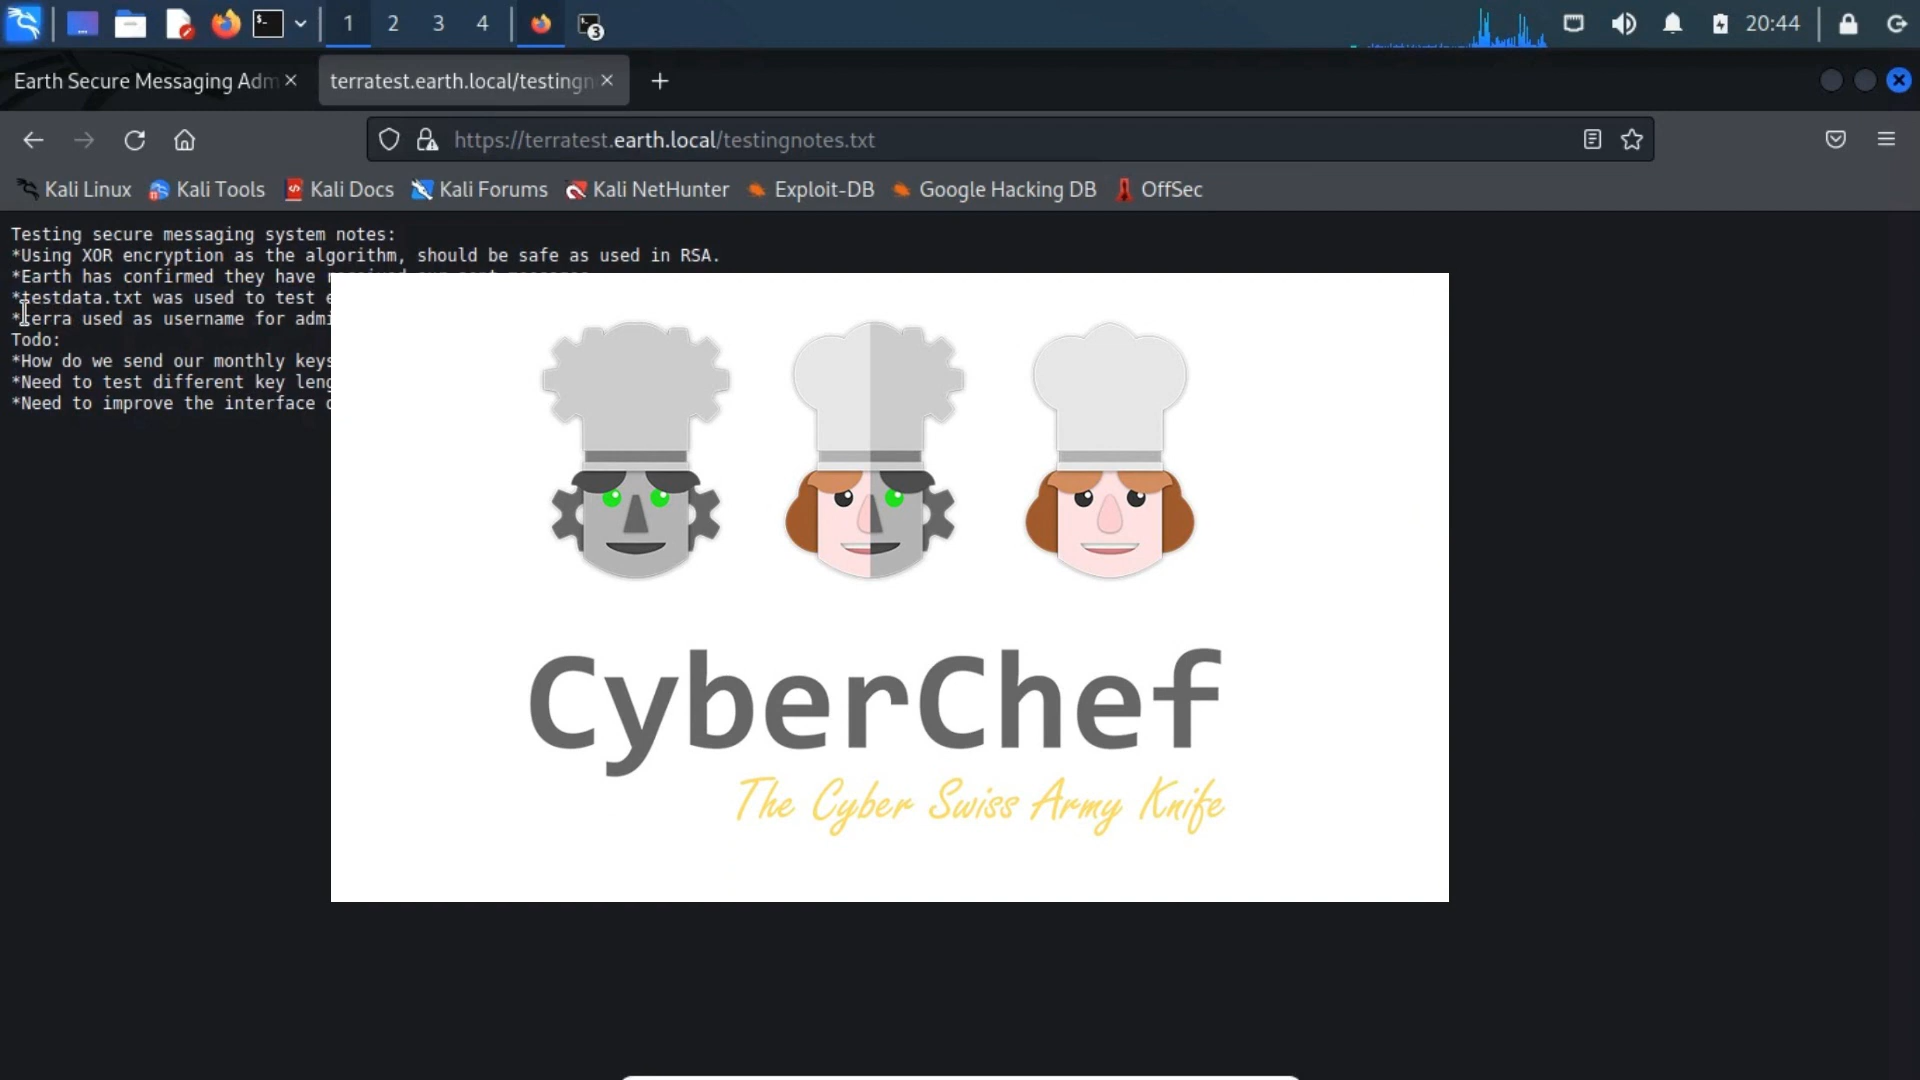 1 2 3 4 3 20:44
Earth Secure Messaging Adm terratest.earth.local/testingn
https://terratest.earth.local/testingnotes.txt
Kali Linux Kali Tools Kali Docs Kali Forums Kali NetHunter Exploit-DB Google Hacking DB OffSec
Testing secure messaging system notes:
*Using XOR encryption as the algorithm, should be safe as used in RSA.
*Earth has confirmed they have
*testdata.txt was used to test
*terra used as username for admi
Todo:
*How do we send our monthly keys
*Need to test different key leng
*Need to improve the interface
CyberChef
The Cyber Swiss Army Knife